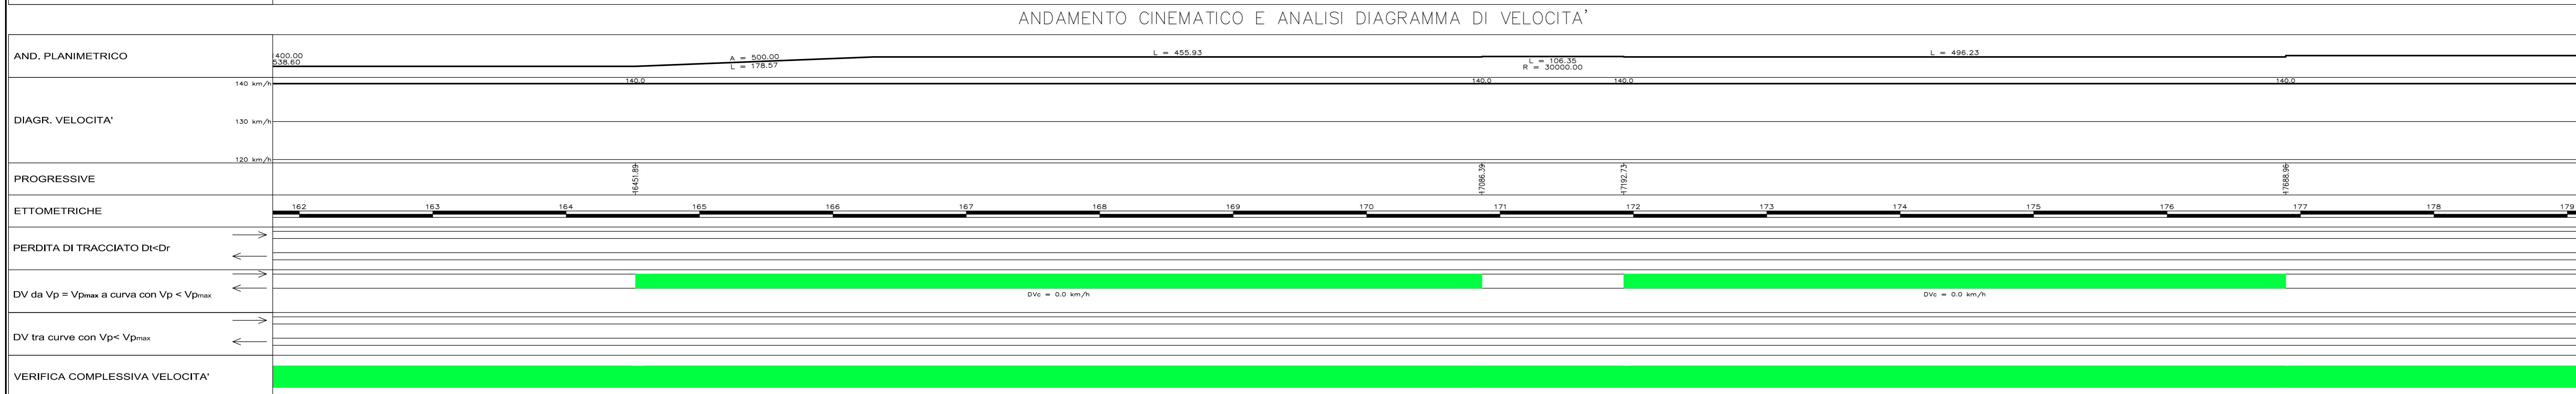 ANDAMENTO CINEMATICO E ANALISI DIAGRAMMA DI VELOCITA'
AND. PLANIMETRICO
400.00
538.60
A = 500.00
L = 178.57
L = 455.93
L = 106.35
R = 30000.00
L = 496.23
DIAGR. VELOCITA'
140 km/h
130 km/h
120 km/h
140.0
140.0
140.0
140.0
PROGRESSIVE
6451.89
7086.39
7192.73
7688.96
ETTOMETRICHE
162 163 164 165 166 167 168 169 170 171 172 173 174 175 176 177 178 179
PERDITA DI TRACCIATO Dt<Dr
DV da Vp = Vpmax a curva con Vp < Vpmax
DVc = 0.0 km/h
DVc = 0.0 km/h
DV tra curve con Vp< Vpmax
VERIFICA COMPLESSIVA VELOCITA'